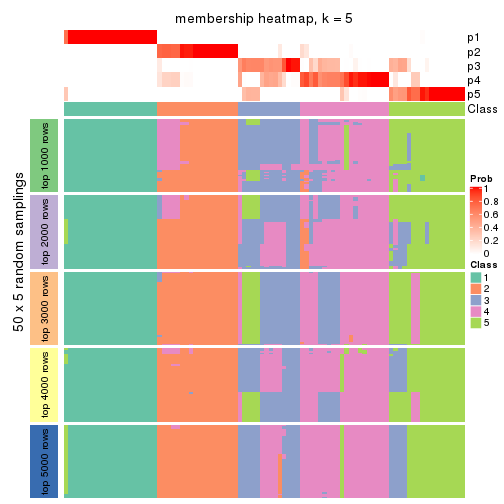 membership heatmap, k = 5
p1
p2
p3
p4
p5
Class
50 x 5 random samplings
top 1000 rows
top 2000 rows
top 3000 rows
top 4000 rows
top 5000 rows
Prob
1
0.8
0.6
0.4
0.2
0
Class
1
2
3
4
5